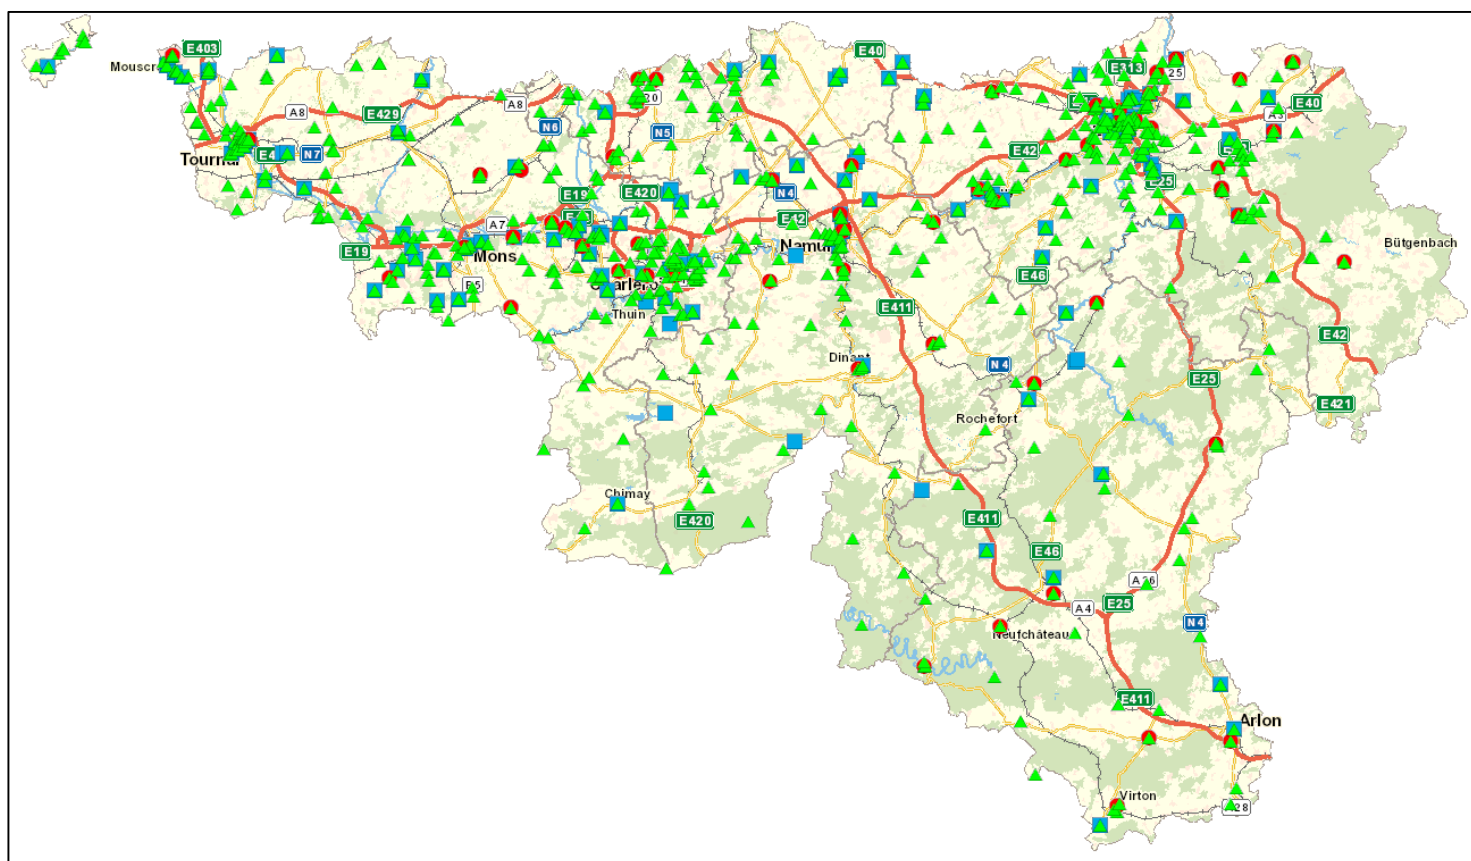 E403
E40
E313
25
Mouscr
A8
A8
E429
20
N6
N5
A3
E40
Tournai
N7
E42
E19
E420
N4
E25
A7
E42
E19
Mons
Namur
Bütgenbach
E46
Charleroi
Thuin
E411
E42
Dinant
N4
E25
E421
Rochefort
Chimay
E420
E411
E46
A26
A4
E25
N4
Neufchâteau
E411
Arlon
Virton
A28